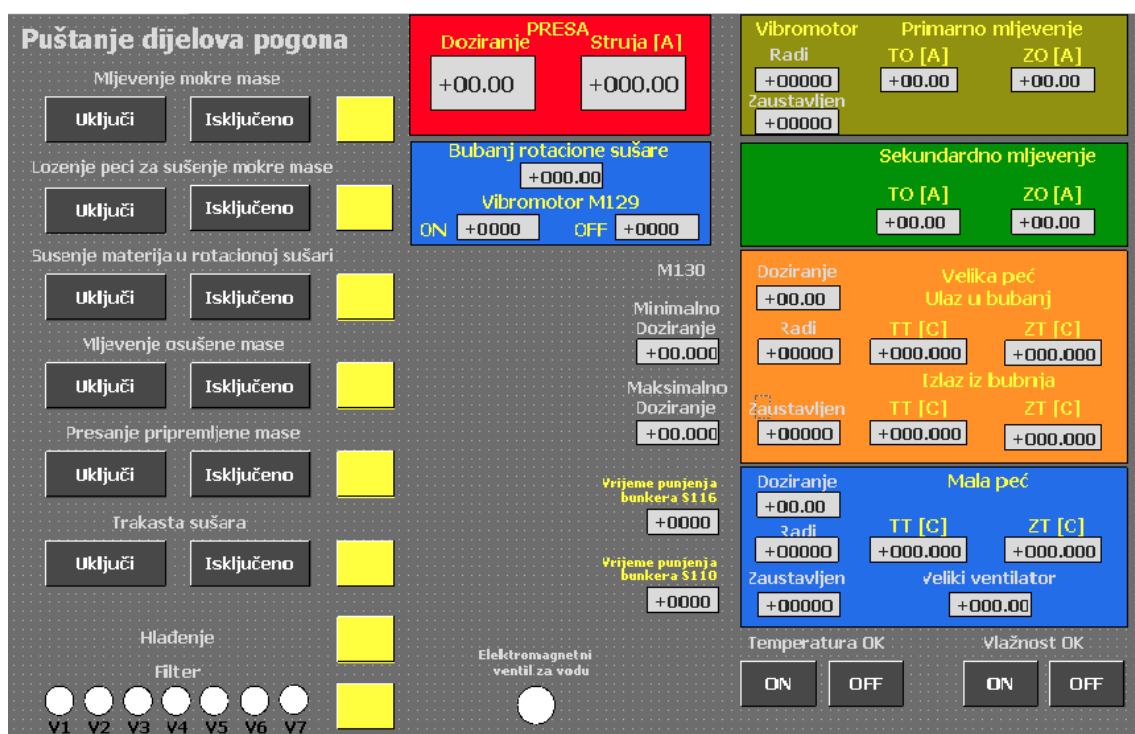 Puštanje dijelova pogona
Mljevenje mokre mase
Uključi Isključeno
Lozenje peci za sušenje mokre mase
Uključi Isključeno
Susenje materija u rotacionoj sušari
Uključi Isključeno
Mljevenje osušene mase
Uključi Isključeno
Presanje pripremljene mase
Uključi Isključeno
Trakasta sušara
Uključi Isključeno
Hlađenje
Filter
V1 V2 V3 V4 V5 V6 V7
PRESA
Doziranje Struja [A]
+00.00 +000.00
Bubanj rotacione sušare
+000.00
Vibromotor M129
ON +0000 OFF +0000
M130
Minimalno
Doziranje
+00.000
Maksimalno
Doziranje
+00.000
Vrijeme punjenja
bunkera S116
+0000
Vrijeme punjenja
bunkera S110
+0000
Elektromagnetni
ventil za vodu
Vibromotor Primarno mljevenje
Radi TO [A] ZO [A]
+00000 +00.00 +00.00
Zaustavljen
+00000
Sekundardno mljevenje
TO [A] ZO [A]
+00.00 +00.00
Doziranje Velika peć
+00.00 Ulaz u bubanj
Radi TT [C] ZT [C]
+00000 +000.000 +000.000
Izlaz iz bubnja
Zaustavljen TT [C] ZT [C]
+00000 +000.000 +000.000
Doziranje Mala peć
+00.00
Radi TT [C] ZT [C]
+00000 +000.000 +000.000
Zaustavljen Veliki ventilator
+00000 +000.00
Temperatura OK Vlažnost OK
ON OFF ON OFF